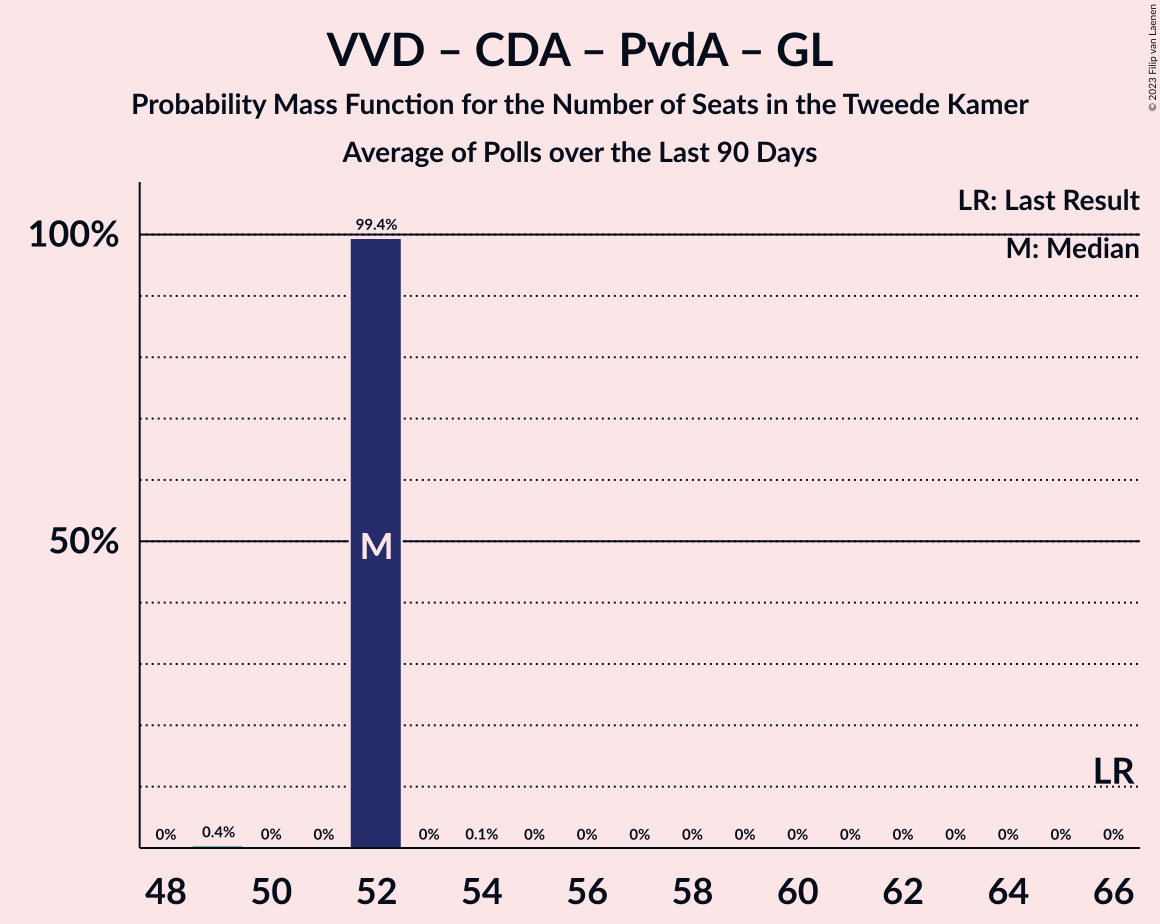 VVD – CDA – PvdA – GL
Probability Mass Function for the Number of Seats in the Tweede Kamer
Average of Polls over the Last 90 Days
© 2023 Filip van Laenen
LR: Last Result
M: Median
100%
50%
99.4%
M
LR
0% 0.4% 0% 0% 0% 0.1% 0% 0% 0% 0% 0% 0% 0% 0% 0% 0% 0% 0%
48 50 52 54 56 58 60 62 64 66